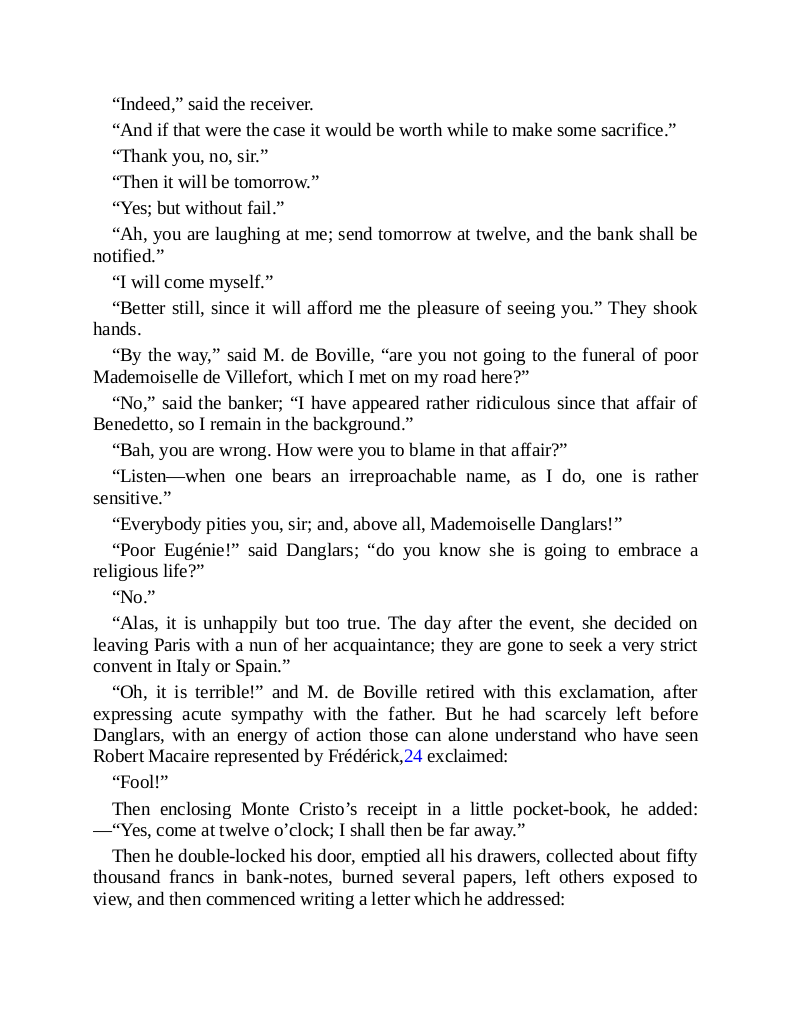 “Indeed,” said the receiver.
“And if that were the case it would be worth while to make some sacrifice.”
“Thank you, no, sir.”
“Then it will be tomorrow.”
“Yes; but without fail.”
“Ah, you are laughing at me; send tomorrow at twelve, and the bank shall be
notified.”
“I will come myself.”
“Better still, since it will afford me the pleasure of seeing you.” They shook
hands.
“By the way,” said M. de Boville, “are you not going to the funeral of poor
Mademoiselle de Villefort, which I met on my road here?”
“No,” said the banker; “I have appeared rather ridiculous since that affair of
Benedetto, so I remain in the background.”
“Bah, you are wrong. How were you to blame in that affair?”
“Listen—when one bears an irreproachable name, as I do, one is rather
sensitive.”
“Everybody pities you, sir; and, above all, Mademoiselle Danglars!”
“Poor Eugénie!” said Danglars; “do you know she is going to embrace a
religious life?”
“No.”
“Alas, it is unhappily but too true. The day after the event, she decided on
leaving Paris with a nun of her acquaintance; they are gone to seek a very strict
convent in Italy or Spain.”
“Oh, it is terrible!” and M. de Boville retired with this exclamation, after
expressing acute sympathy with the father. But he had scarcely left before
Danglars, with an energy of action those can alone understand who have seen
Robert Macaire represented by Frédérick,24 exclaimed:
“Fool!”
Then enclosing Monte Cristo’s receipt in a little pocket-book, he added:
—“Yes, come at twelve o’clock; I shall then be far away.”
Then he double-locked his door, emptied all his drawers, collected about fifty
thousand francs in bank-notes, burned several papers, left others exposed to
view, and then commenced writing a letter which he addressed: